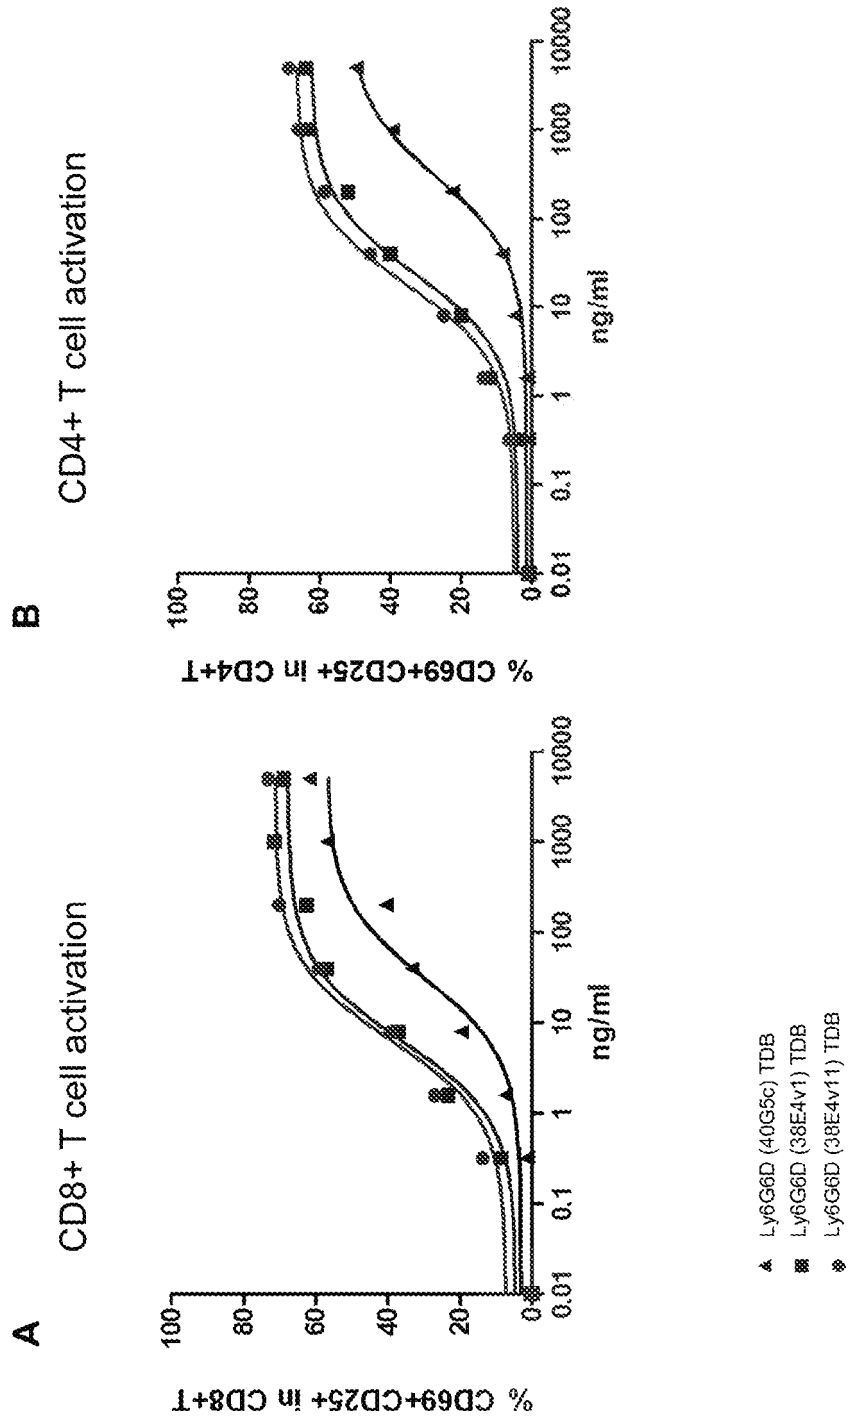 A
CD8+ T cell activation
% CD69+CD25+ in CD8+T
100
80
60
40
20
0
0.01
0.1
1
10
100
1000
10000
ng/ml
B
CD4+ T cell activation
% CD69+CD25+ in CD4+T
100
80
60
40
20
0
0.01
0.1
1
10
100
1000
10000
ng/ml
Ly6G6D (40G5c) TDB
Ly6G6D (38E4v1) TDB
Ly6G6D (38E4v11) TDB